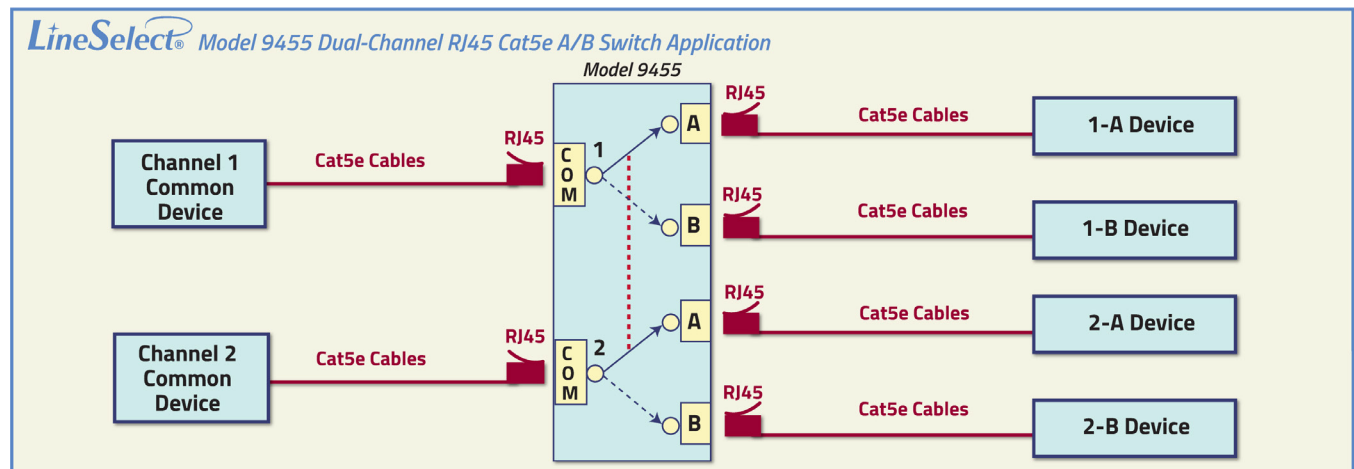 LineSelect® Model 9455 Dual-Channel RJ45 Cat5e A/B Switch Application
Model 9455
Channel 1
Common
Device
Cat5e Cables
RJ45
C
O
M
1
A
B
RJ45
Cat5e Cables
1-A Device
RJ45
Cat5e Cables
1-B Device
Channel 2
Common
Device
Cat5e Cables
RJ45
C
O
M
2
A
B
RJ45
Cat5e Cables
2-A Device
RJ45
Cat5e Cables
2-B Device